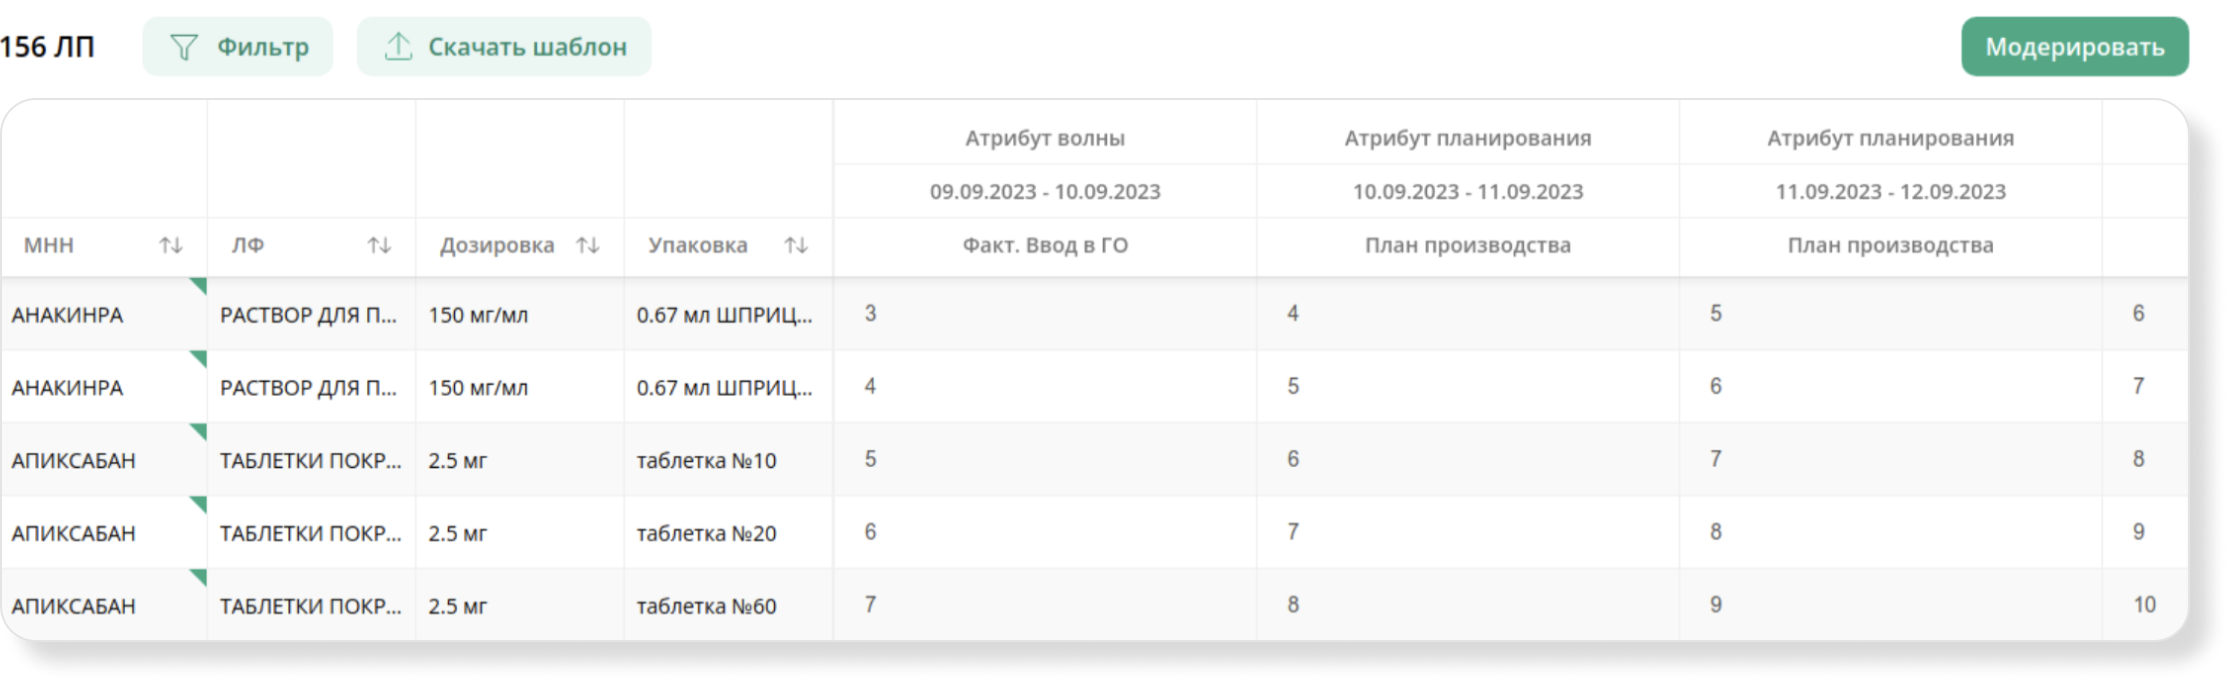 156 ЛП Фильтр Скачать шаблон Модерировать
Атрибут волны Атрибут планирования Атрибут планирования
09.09.2023 - 10.09.2023 10.09.2023 - 11.09.2023 11.09.2023 - 12.09.2023
МНН ЛФ Дозировка Упаковка Факт. Ввод в ГО План производства План производства
АНАКИНРА РАСТВОР ДЛЯ П... 150 мг/мл 0.67 мл ШПРИЦ... 3 4 5 6
АНАКИНРА РАСТВОР ДЛЯ П... 150 мг/мл 0.67 мл ШПРИЦ... 4 5 6 7
АПИКСАБАН ТАБЛЕТКИ ПОКР... 2.5 мг таблетка №10 5 6 7 8
АПИКСАБАН ТАБЛЕТКИ ПОКР... 2.5 мг таблетка №20 6 7 8 9
АПИКСАБАН ТАБЛЕТКИ ПОКР... 2.5 мг таблетка №60 7 8 9 10